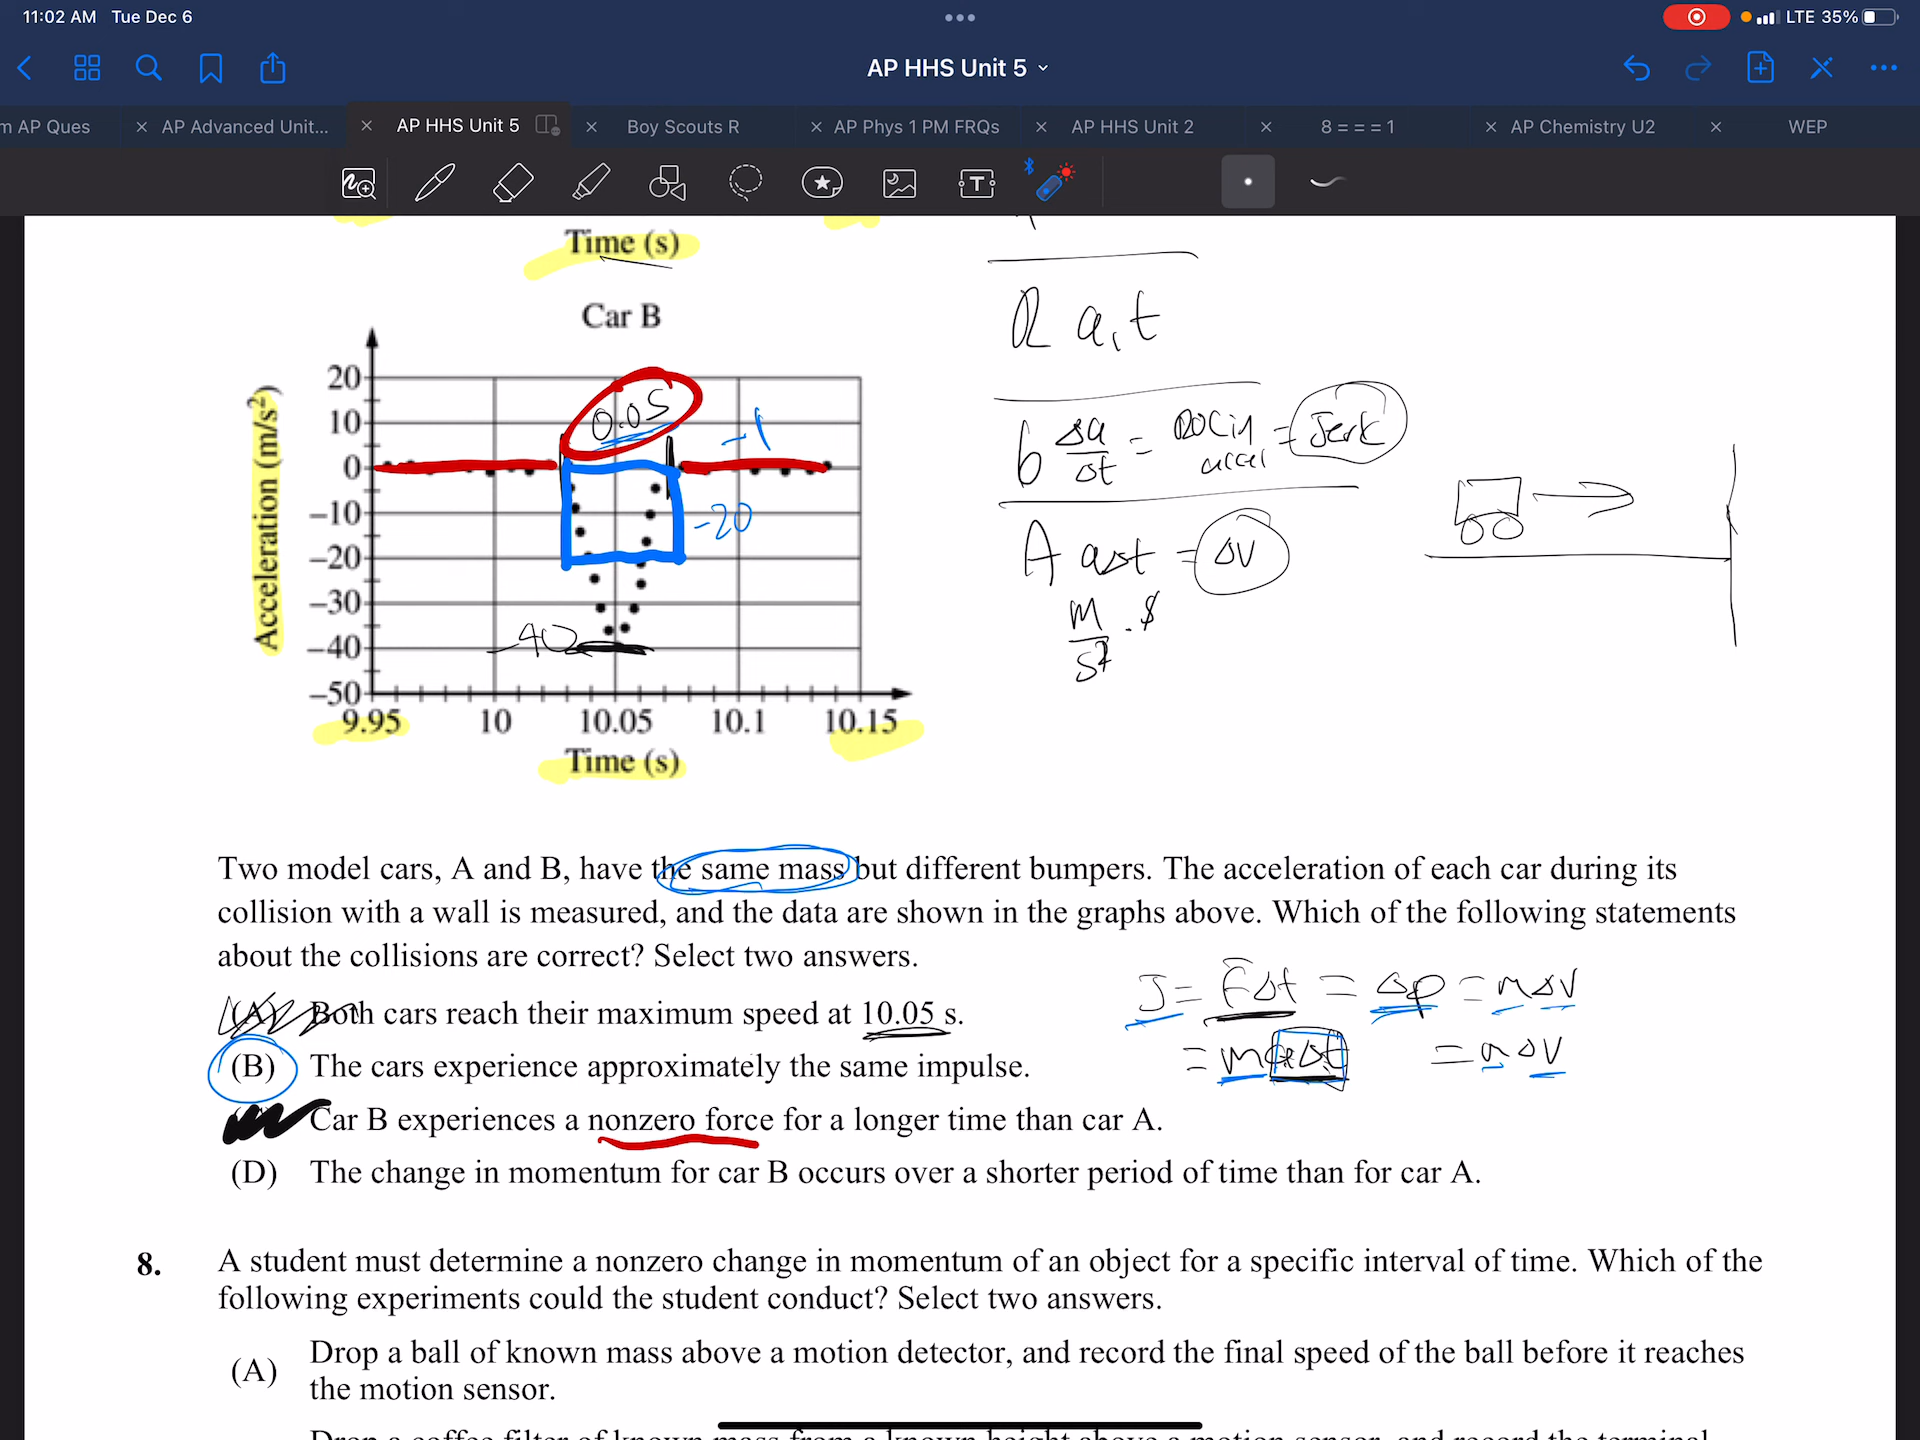 11:02 AM Tue Dec 6
LTE 35%
AP HHS Unit 5
m AP Ques
AP Advanced Unit...
AP HHS Unit 5
Boy Scouts R
AP Phys 1 PM FRQs
AP HHS Unit 2
8 = = = 1
AP Chemistry U2
WEP
Time (s)
Car B
Acceleration (m/s²)
20
10
0
–10
–20
–30
–40
–50
9.95
10
10.05
10.1
10.15
Time (s)
0.05
-1
-20
-40
R a, t
Δa/Δt = ROC in accel = Jerk
A aΔt = ΔV
m/s² · s
Two model cars, A and B, have the same mass but different bumpers. The acceleration of each car during its
collision with a wall is measured, and the data are shown in the graphs above. Which of the following statements
about the collisions are correct? Select two answers.
(A) Both cars reach their maximum speed at 10.05 s.
(B) The cars experience approximately the same impulse.
Car B experiences a nonzero force for a longer time than car A.
(D) The change in momentum for car B occurs over a shorter period of time than for car A.
J = FΔt = Δp = mΔV
= maΔt = mΔV
8. A student must determine a nonzero change in momentum of an object for a specific interval of time. Which of the
following experiments could the student conduct? Select two answers.
(A) Drop a ball of known mass above a motion detector, and record the final speed of the ball before it reaches
the motion sensor.